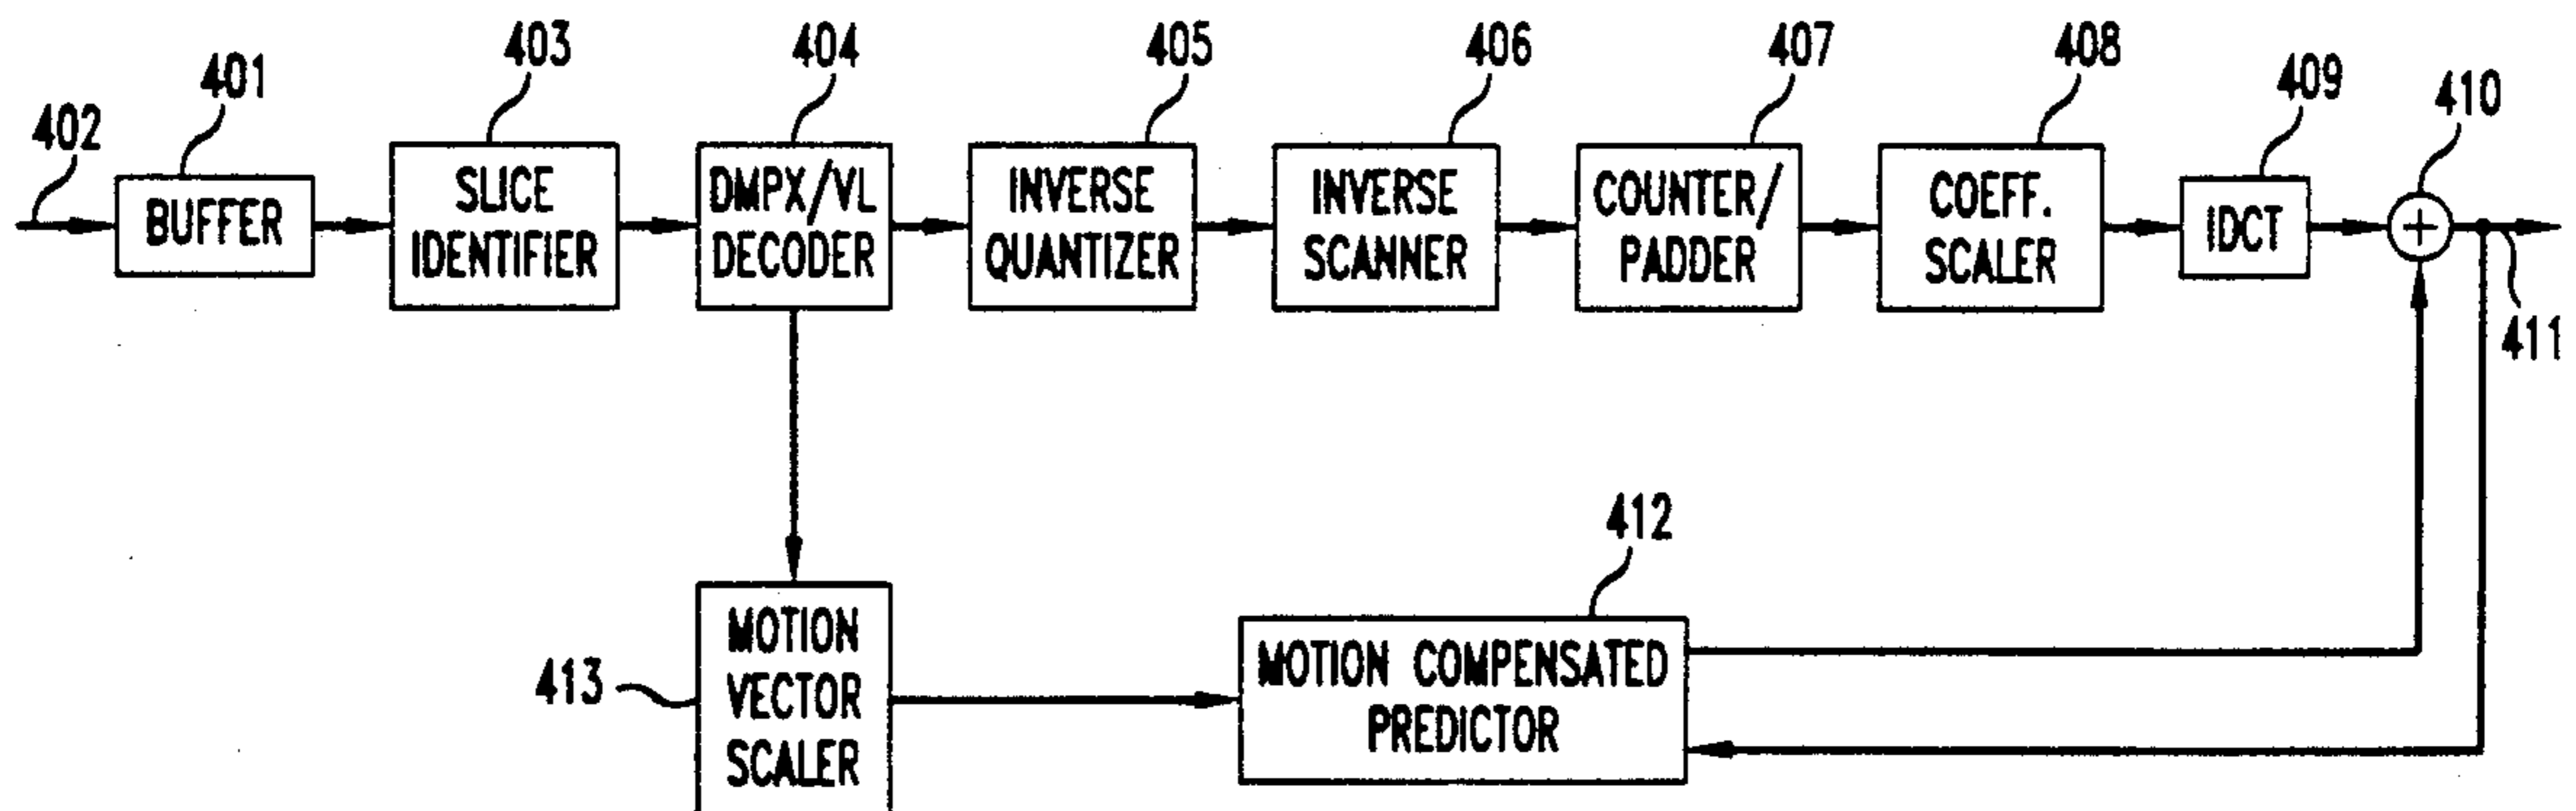 402
401
BUFFER
403
SLICE
IDENTIFIER
404
DMPX/VL
DECODER
405
INVERSE
QUANTIZER
406
INVERSE
SCANNER
407
COUNTER/
PADDER
408
COEFF.
SCALER
409
IDCT
410
+
411
413
MOTION
VECTOR
SCALER
412
MOTION COMPENSATED
PREDICTOR